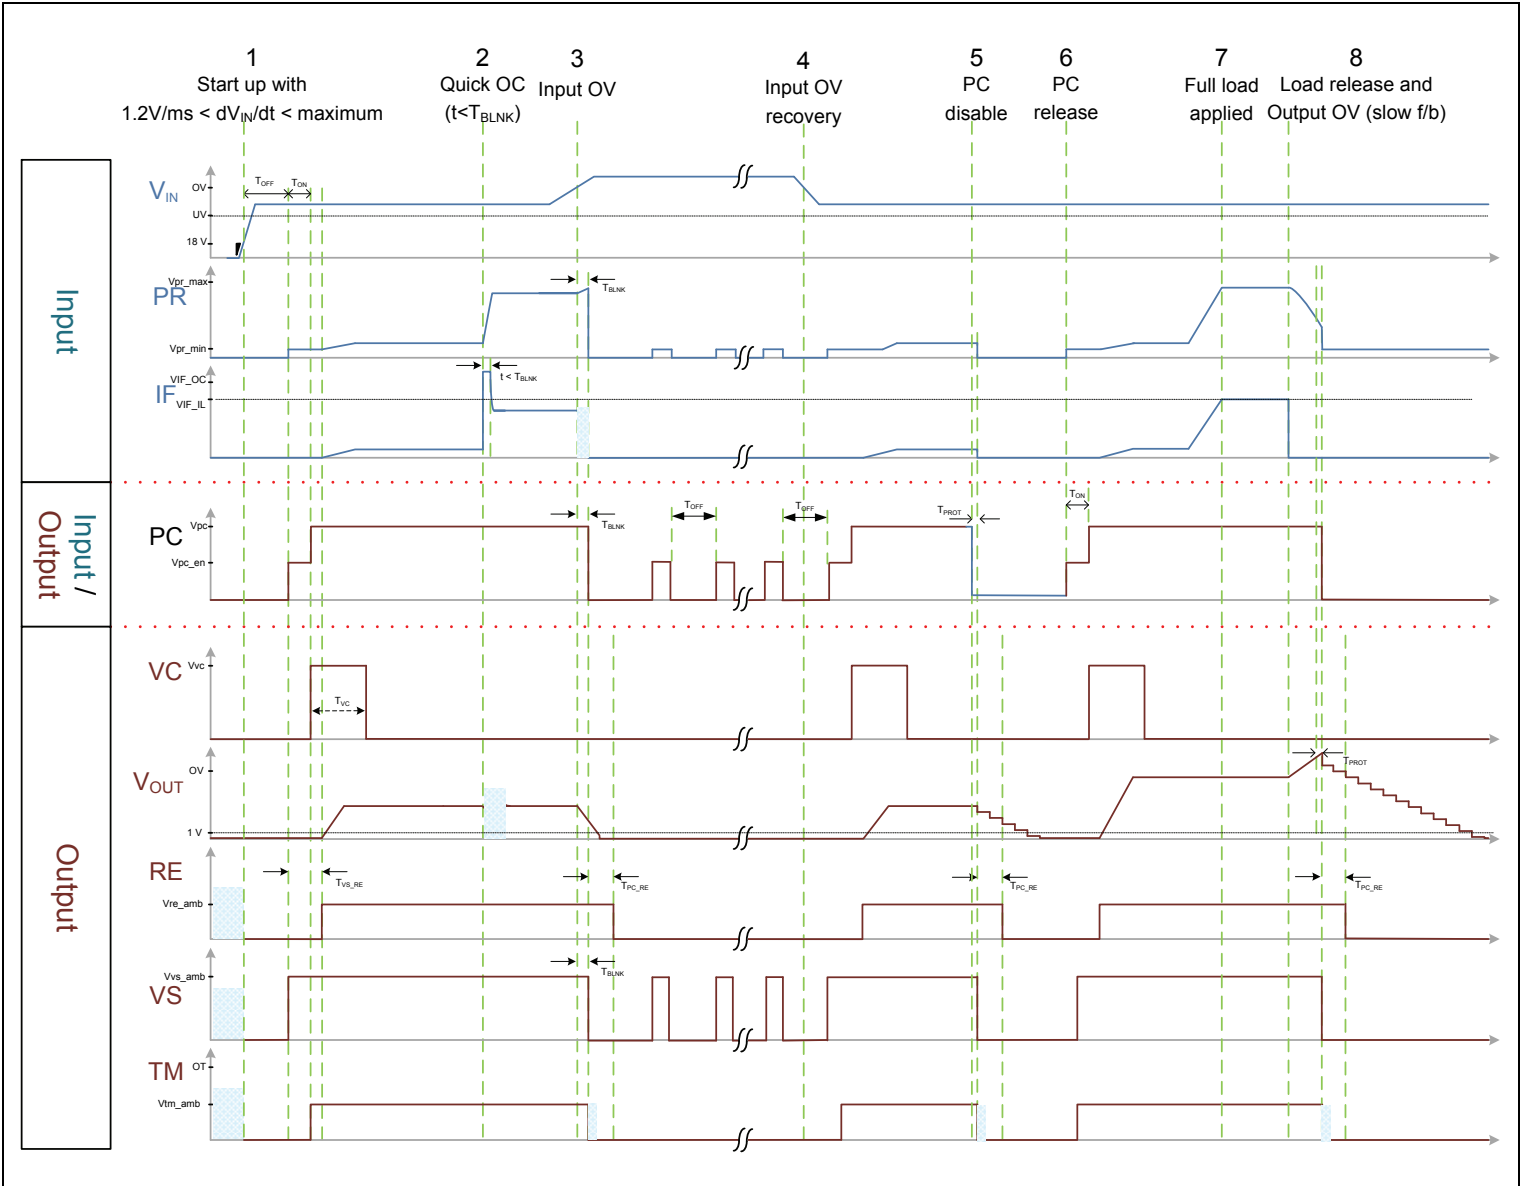 1
Start up with
1.2V/ms < dVIN/dt < maximum
2
Quick OC
(t<TBLNK)
3
Input OV
4
Input OV
recovery
5
PC
disable
6
PC
release
7
Full load
applied
8
Load release and
Output OV (slow f/b)
Input
VIN
OV
UV
18 V
TOFF
TON
PR
Vpr_max
Vpr_min
TBLNK
IF
VIF_OC
VIF_IL
t < TBLNK
Input /
Output
PC
Vpc
Vpc_en
TBLNK
TOFF
TOFF
TPROT
TON
Output
VC
Vvc
TVC
VOUT
OV
1 V
TPROT
RE
Vre_amb
TVS_RE
TPC_RE
TPC_RE
TPC_RE
VS
Vvs_amb
TBLNK
TM
OT
Vtm_amb